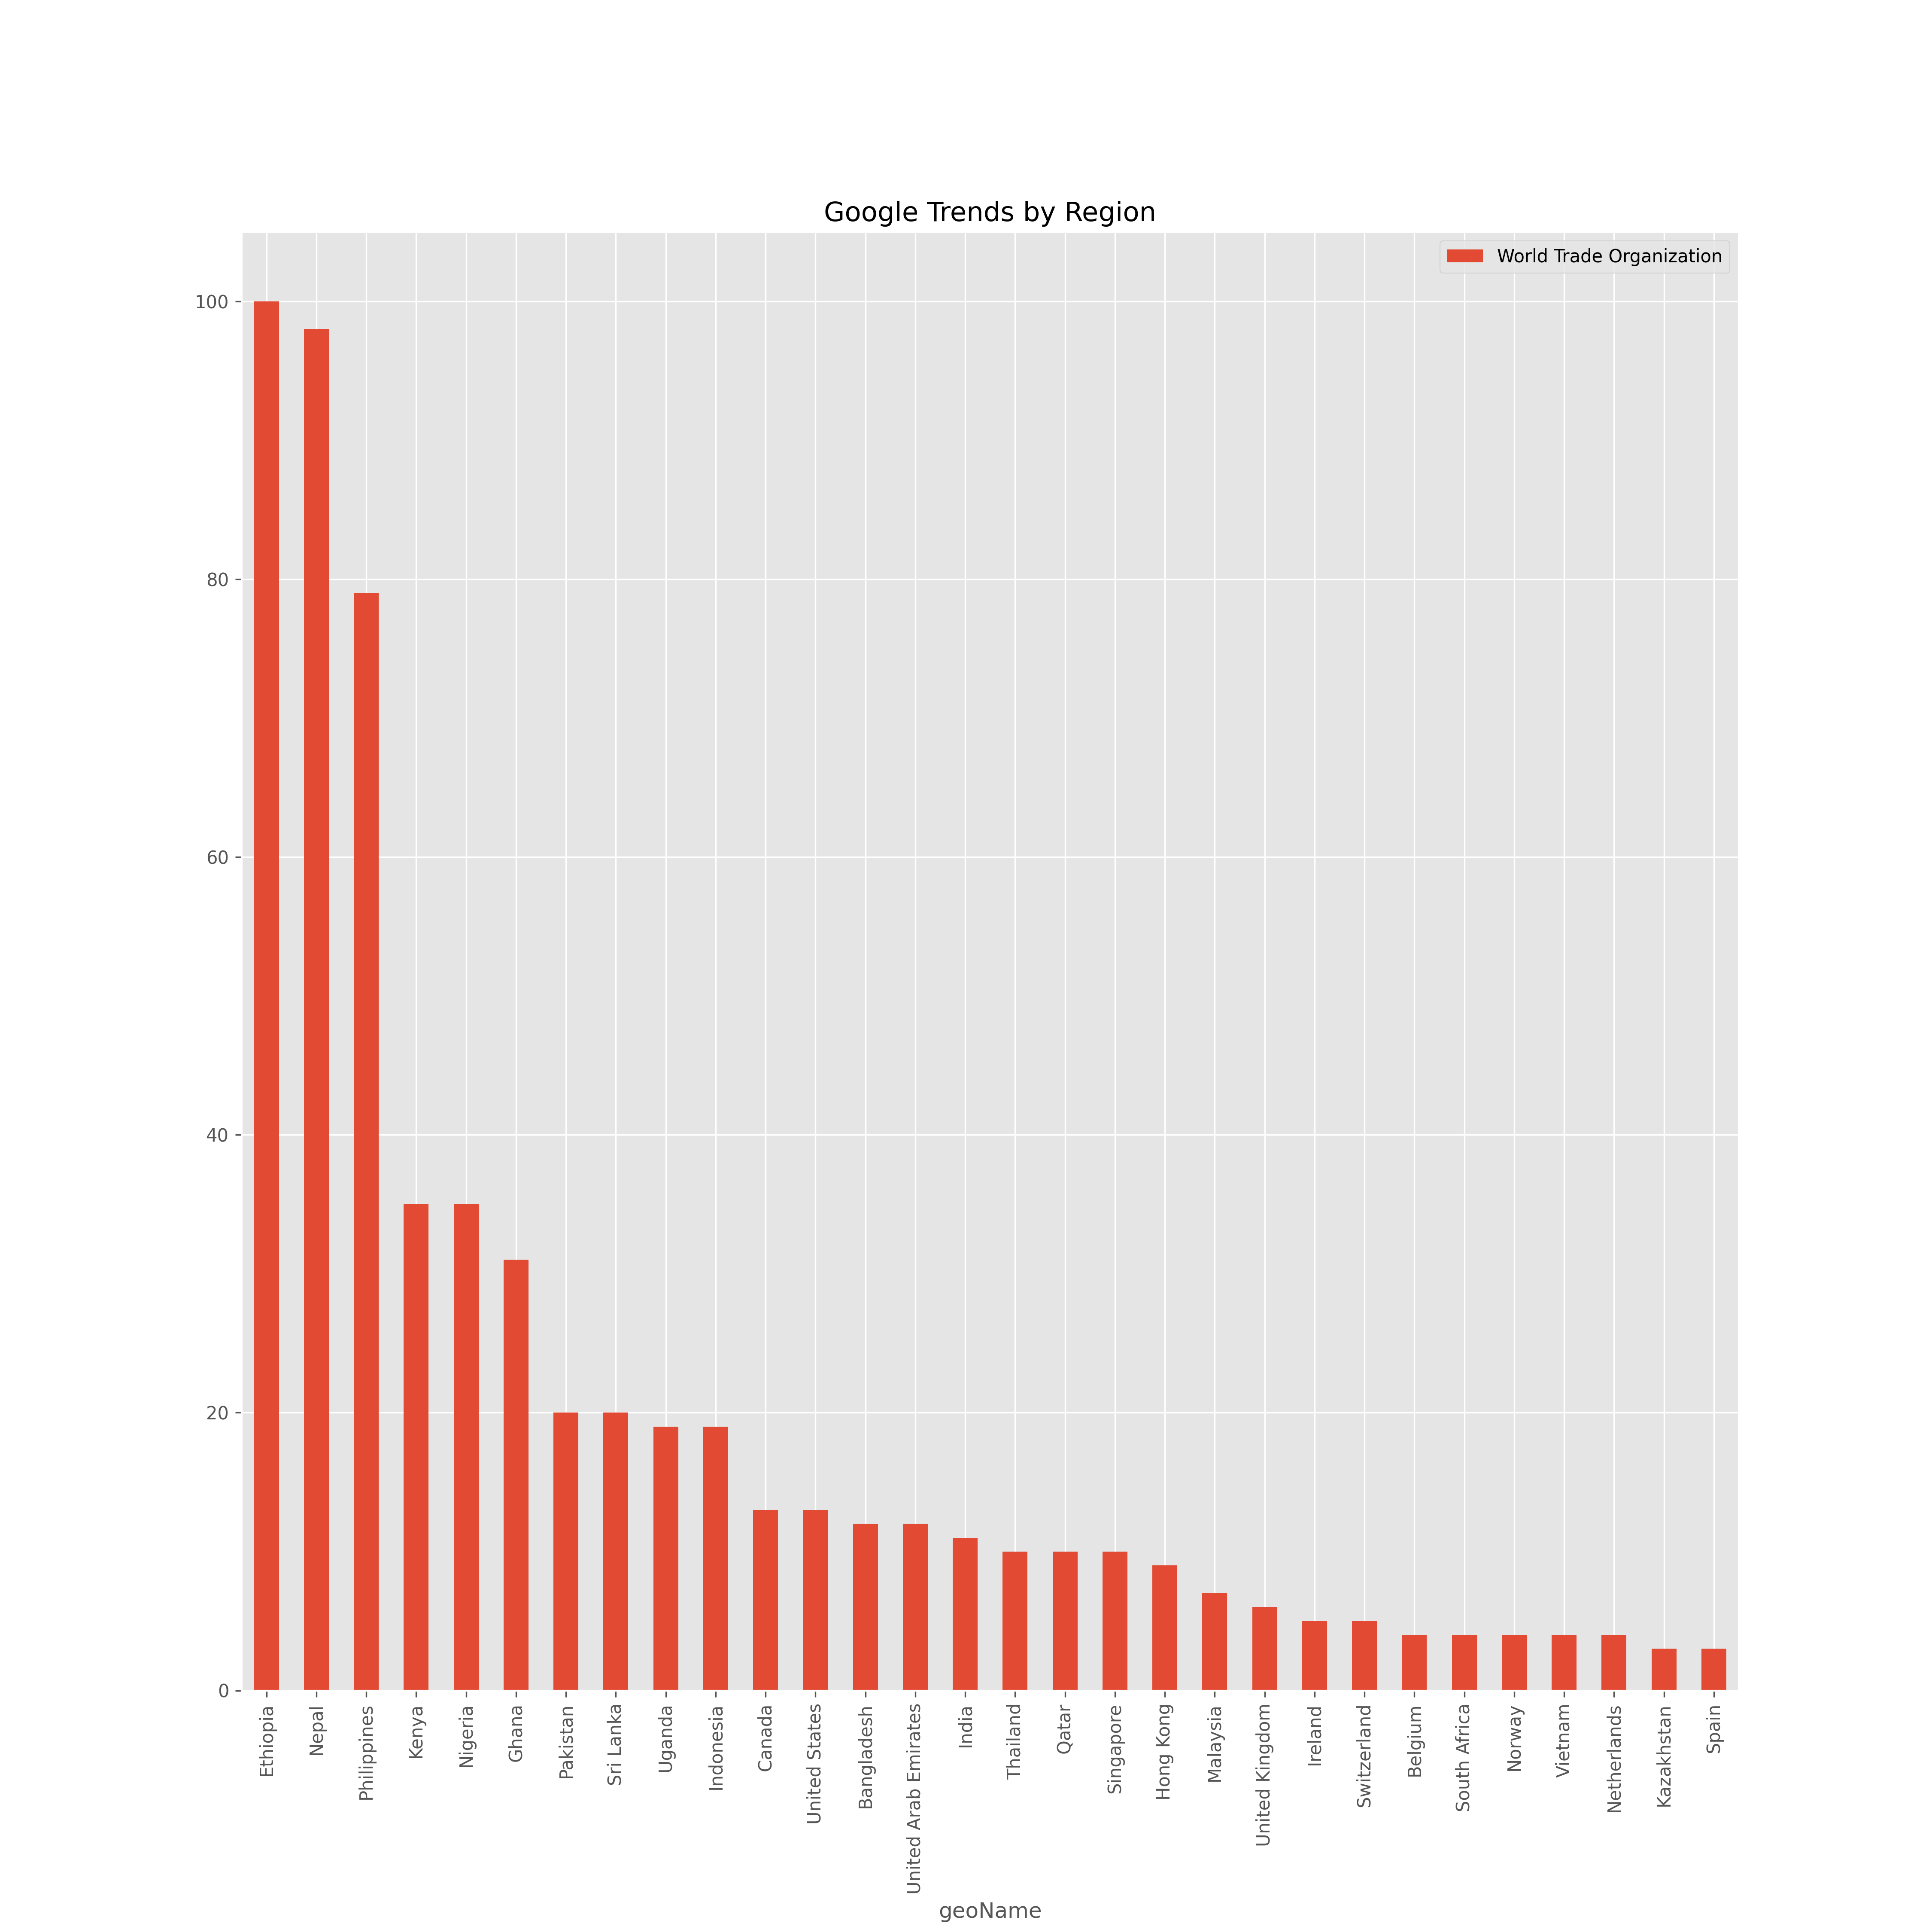 Google Trends by Region
World Trade Organization
100
80
60
40
20
0
Ethiopia
Nepal
Philippines
Kenya
Nigeria
Ghana
Pakistan
Sri Lanka
Uganda
Indonesia
Canada
United States
Bangladesh
United Arab Emirates
India
Thailand
Qatar
Singapore
Hong Kong
Malaysia
United Kingdom
Ireland
Switzerland
Belgium
South Africa
Norway
Vietnam
Netherlands
Kazakhstan
Spain
geoName